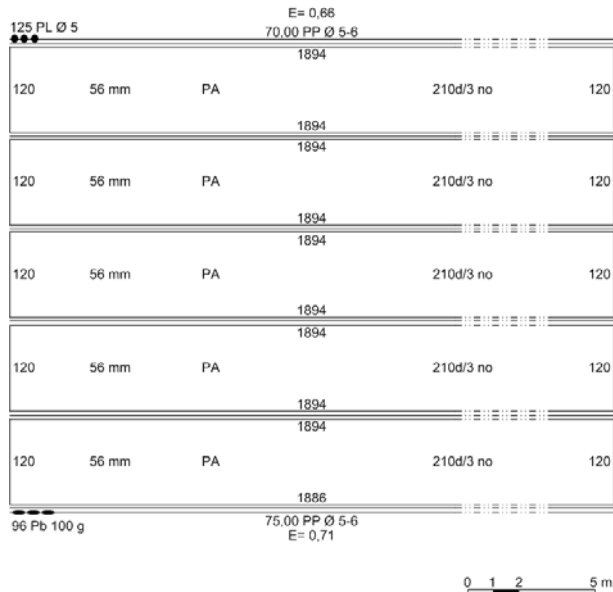 E= 0,66
125 PL Ø 5
70,00 PP Ø 5-6
1894
120 56 mm PA 210d/3 no 120
1894
1894
120 56 mm PA 210d/3 no 120
1894
1894
120 56 mm PA 210d/3 no 120
1894
1894
120 56 mm PA 210d/3 no 120
1894
1894
120 56 mm PA 210d/3 no 120
1886
96 Pb 100 g
75,00 PP Ø 5-6
E= 0,71
0 1 2 5 m